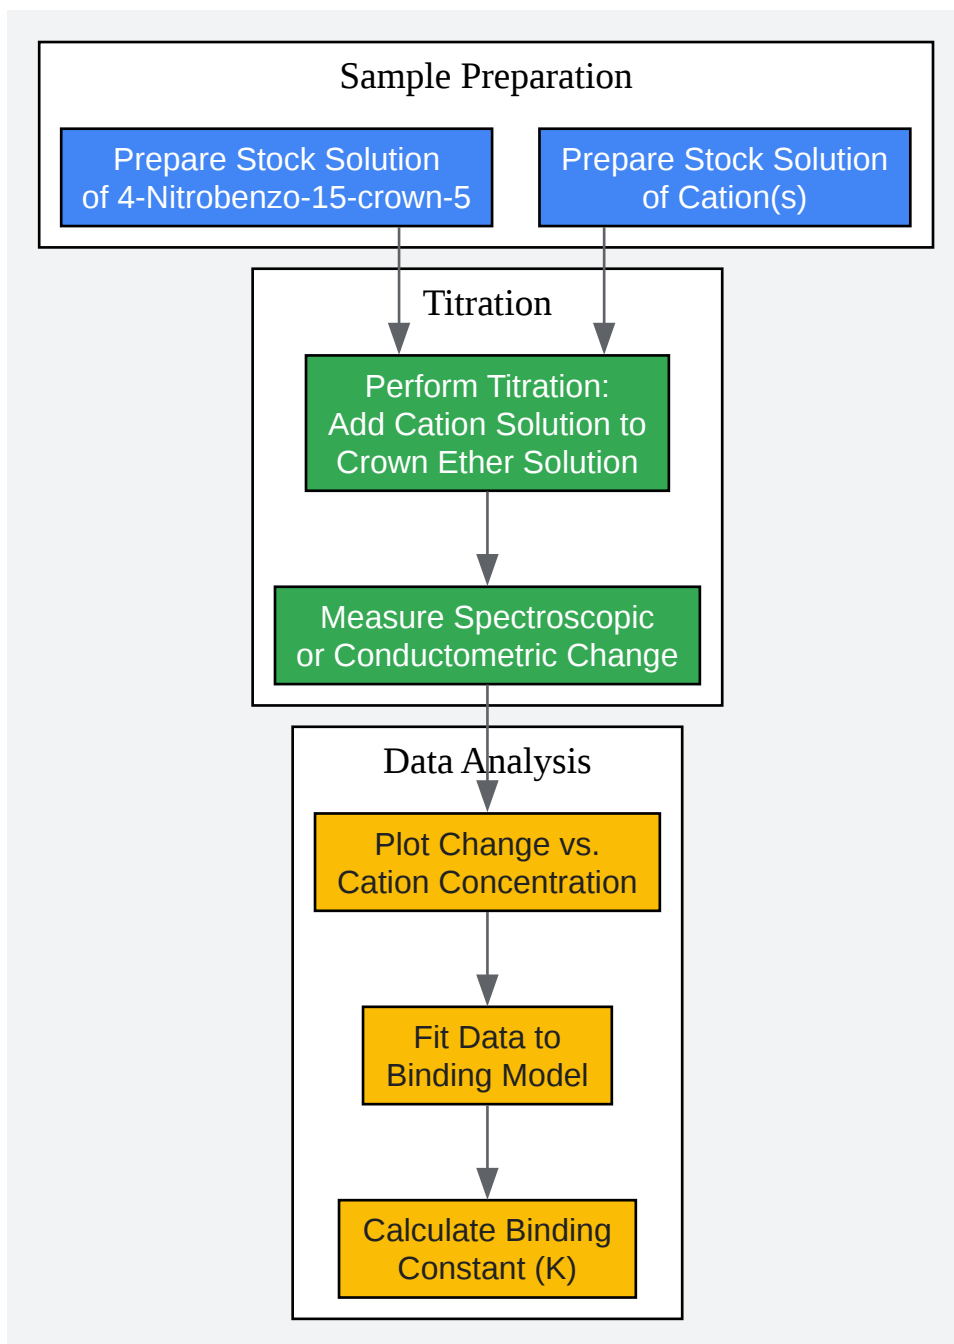 Sample Preparation
Prepare Stock Solution
of 4-Nitrobenzo-15-crown-5
Prepare Stock Solution
of Cation(s)
Titration
Perform Titration:
Add Cation Solution to
Crown Ether Solution
Measure Spectroscopic
or Conductometric Change
Data Analysis
Plot Change vs.
Cation Concentration
Fit Data to
Binding Model
Calculate Binding
Constant (K)